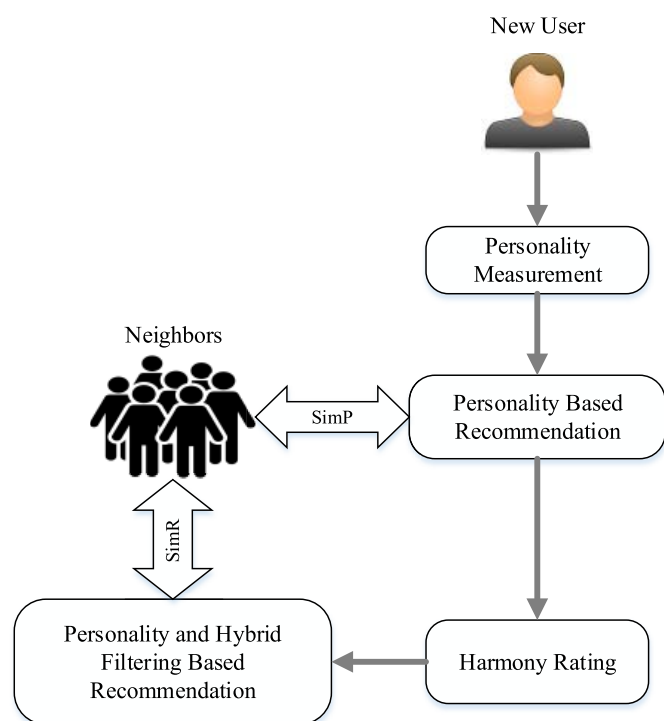 New User
Personality
Measurement
Neighbors
SimP
Personality Based
Recommendation
SimR
Personality and Hybrid
Filtering Based
Recommendation
Harmony Rating